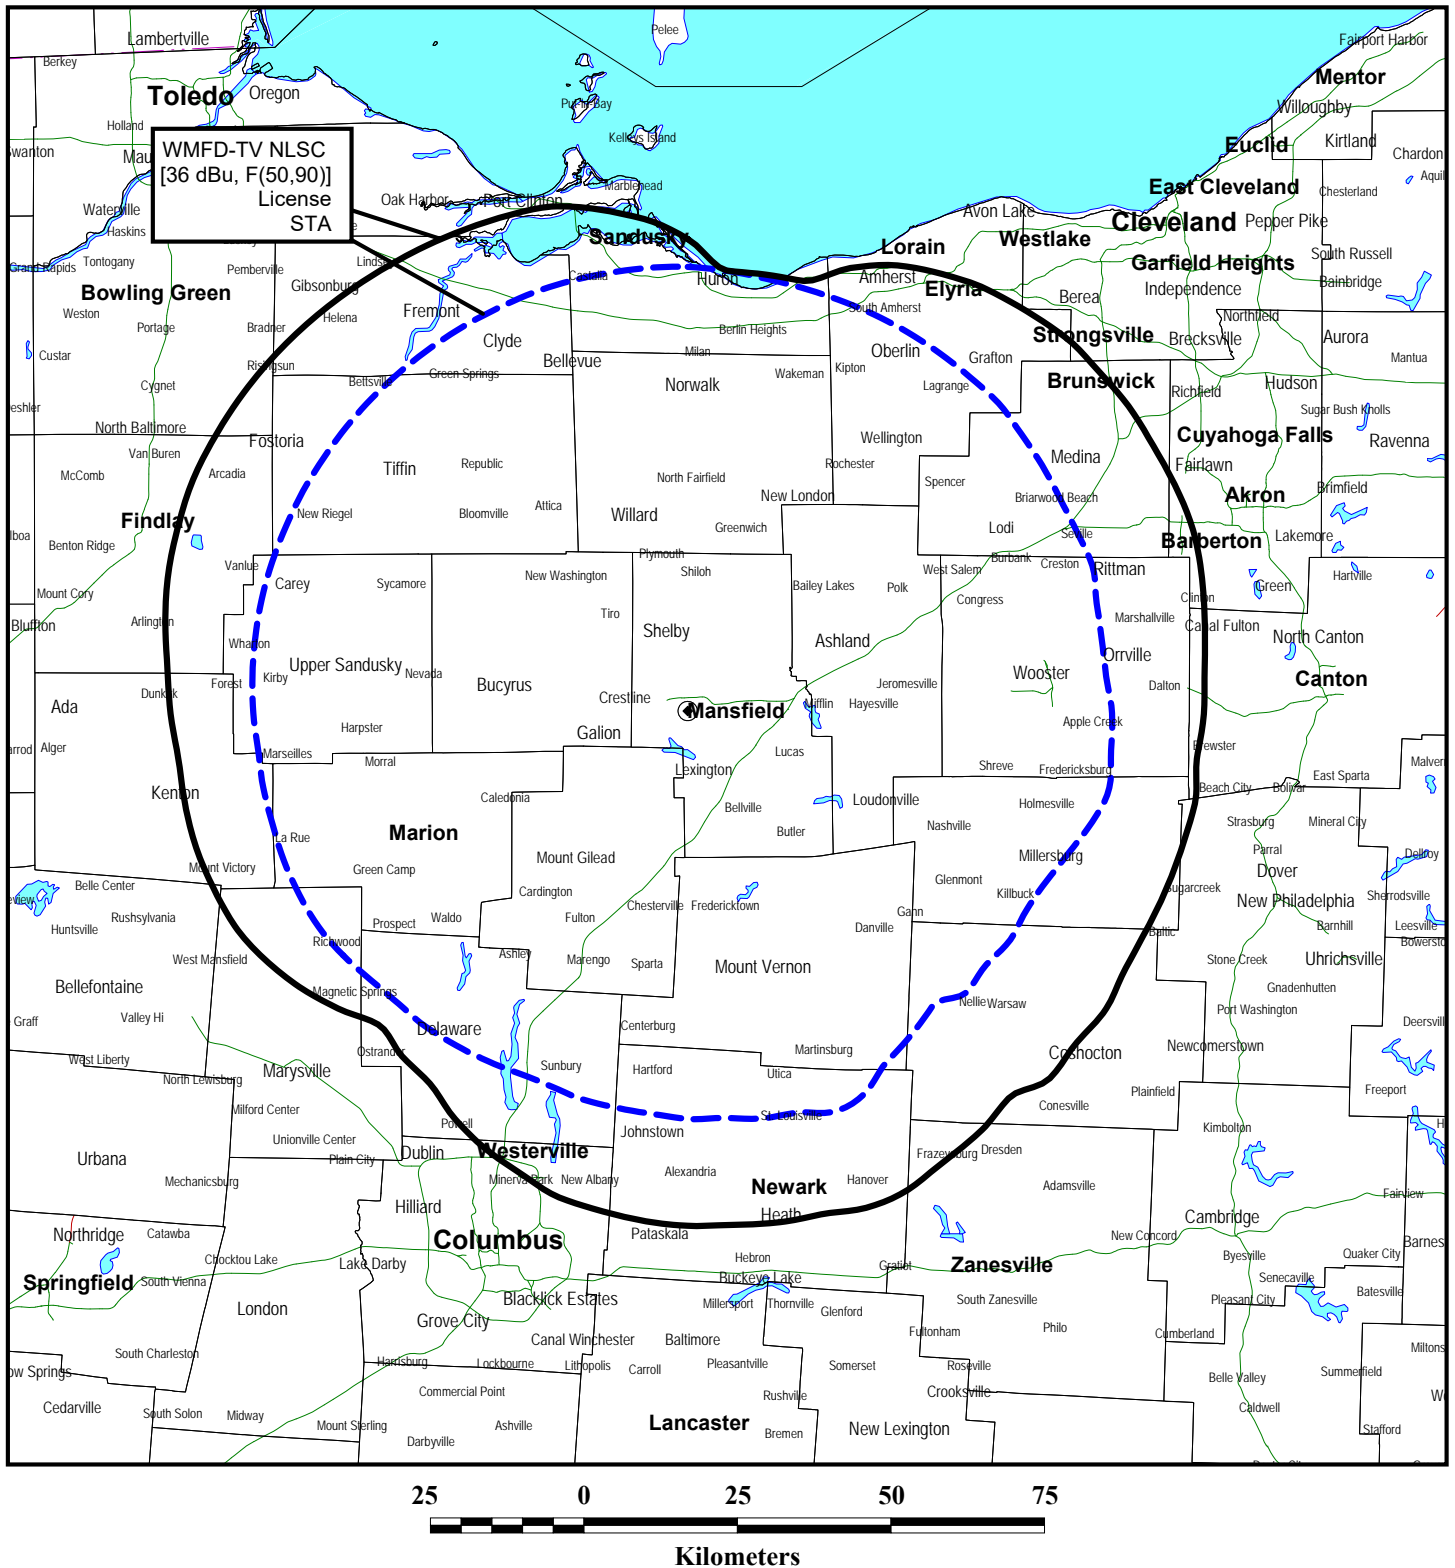 Pelee
Fairport Harbor
Lambertville
Berkey
Mentor
Toledo
Oregon
Put-In-Bay
Willoughby
Holland
Kelleys Island
Euclid
Kirtland
Swanton
Chardon
WMFD-TV NLSC
[36 dBu, F(50,90)]
License
STA
Marblehead
East Cleveland
Chesterland
Oak Harbor
Port Clinton
Waterville
Avon Lake
Cleveland
Pepper Pike
Haskins
Sandusky
Westlake
Lorain
South Russell
Grand Rapids
Tontogany
Pemberville
Garfield Heights
Castalia
Huron
Amherst
Elyria
Independence
Bainbridge
Bowling Green
Gibsonburg
Berea
Weston
Fremont
South Amherst
Helena
Northfield
Portage
Bradner
Berlin Heights
Strongsville
Brecksville
Aurora
Clyde
Custar
Milan
Oberlin
Grafton
Mantua
Bellevue
Risingsun
Kipton
Bettsville
Green Springs
Wakeman
Cygnet
Norwalk
Lagrange
Brunswick
Richfield
Hudson
Sugar Bush Knolls
North Baltimore
Fostoria
Wellington
Cuyahoga Falls
Ravenna
Van Buren
Medina
McComb
Arcadia
Tiffin
Republic
Rochester
Fairlawn
North Fairfield
Spencer
Brimfield
New London
Briarwood Beach
Akron
New Riegel
Bloomville
Attica
Willard
Findlay
Greenwich
Lodi
Seville
Lakemore
Benton Ridge
Barberton
Plymouth
Vanlue
Burbank
Creston
Rittman
West Salem
Shiloh
Hartville
Mount Cory
Carey
Sycamore
New Washington
Bailey Lakes
Polk
Green
Congress
Clinton
Bluffton
Arlington
Tiro
Marshallville
Canal Fulton
Shelby
Wharton
Ashland
North Canton
Upper Sandusky
Orrville
Forest
Kirby
Nevada
Wooster
Canton
Dunkirk
Bucyrus
Jeromesville
Dalton
Ada
Crestline
Mansfield
Mifflin
Hayesville
Harpster
Apple Creek
Galion
Alger
Marseilles
Lucas
Brewster
Morral
Lexington
Shreve
Fredericksburg
East Sparta
Kenton
Caledonia
Bellville
Loudonville
Holmesville
Beach City
Bolivar
Marion
La Rue
Butler
Nashville
Strasburg
Mineral City
Mount Gilead
Millersburg
Parral
Dellroy
Mount Victory
Green Camp
Dover
Belle Center
Cardington
Glenmont
Killbuck
Sugarcreek
Sherrodsville
Chesterville
Fredericktown
New Philadelphia
Rushsylvania
Prospect
Waldo
Fulton
Gann
Huntsville
Danville
Baltic
Barnhill
Leesville
Richwood
West Mansfield
Ashley
Marengo
Sparta
Mount Vernon
Stone Creek
Uhrichsville
Bellefontaine
Magnetic Springs
Gnadenhutten
Nellie
Warsaw
Port Washington
Graff
Valley Hi
Delaware
Centerburg
Ostrander
Martinsburg
Coshocton
Newcomerstown
West Liberty
Marysville
Sunbury
Hartford
Utica
North Lewisburg
Plainfield
Freeport
Milford Center
St. Louisville
Conesville
Unionville Center
Powell
Johnstown
Kimbolton
Urbana
Plain City
Dublin
Westerville
Frazeysburg
Dresden
Mechanicsburg
Minerva Park
New Albany
Alexandria
Hanover
Newark
Adamsville
Fairview
Hilliard
Heath
Cambridge
Northridge
Catawba
Columbus
Pataskala
New Concord
Choctou Lake
Lake Darby
Hebron
Byesville
Quaker City
Springfield
South Vienna
Buckeye Lake
Gratiot
Zanesville
Senecaville
Blacklick Estates
Millersport
Thornville
Glenford
South Zanesville
Pleasant City
Batesville
London
Grove City
Philo
Canal Winchester
Baltimore
Fultonham
Cumberland
South Charleston
Harrisburg
Lockbourne
Lithopolis
Carroll
Pleasantville
Somerset
Roseville
Summerfield
Belle Valley
Commercial Point
Rushville
Crooksville
Cedarville
South Solon
Midway
Caldwell
Mount Sterling
Ashville
Lancaster
New Lexington
Stafford
Darbyville
Bremen
25 0 25 50 75
Kilometers